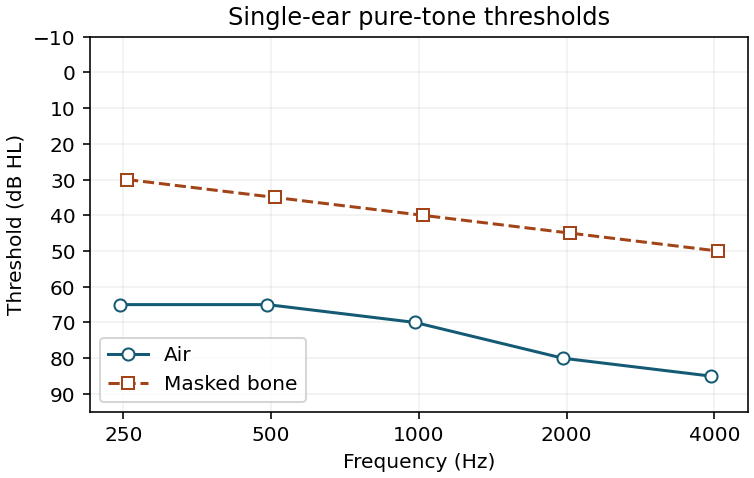 Single-ear pure-tone thresholds
Threshold (dB HL)
−10
0
10
20
30
40
50
60
70
80
90
Air
Masked bone
250 500 1000 2000 4000
Frequency (Hz)